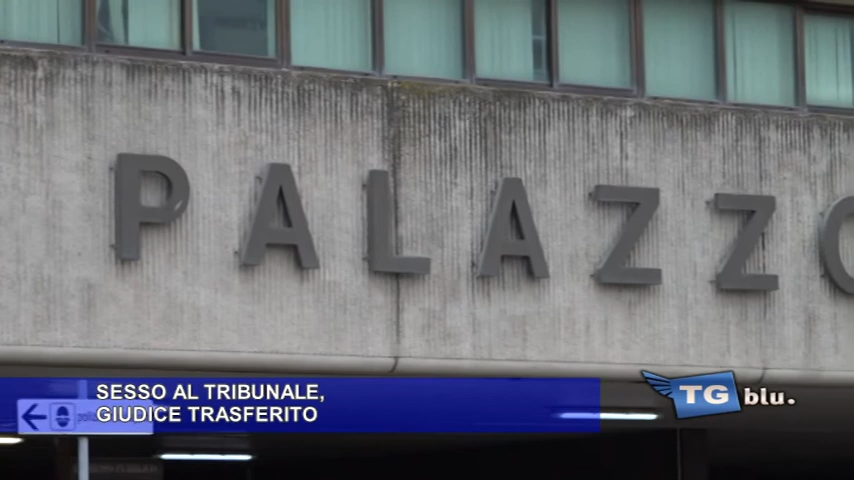 PALAZZO
SESSO AL TRIBUNALE,
GIUDICE TRASFERITO
TG blu.